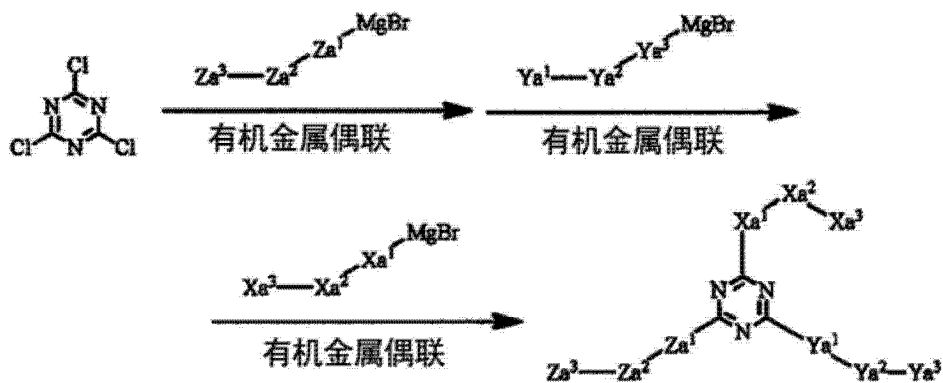 Cl
N
N
N
Cl
Cl
Za³—Za²
Za¹
MgBr
有机金属偶联
Ya¹—Ya²
Ya³
MgBr
有机金属偶联
Xa³—Xa²
Xa¹
MgBr
有机金属偶联
Xa²
Xa¹
Xa³
N
N
N
Za¹
Za³—Za²
Ya¹
Ya²—Ya³